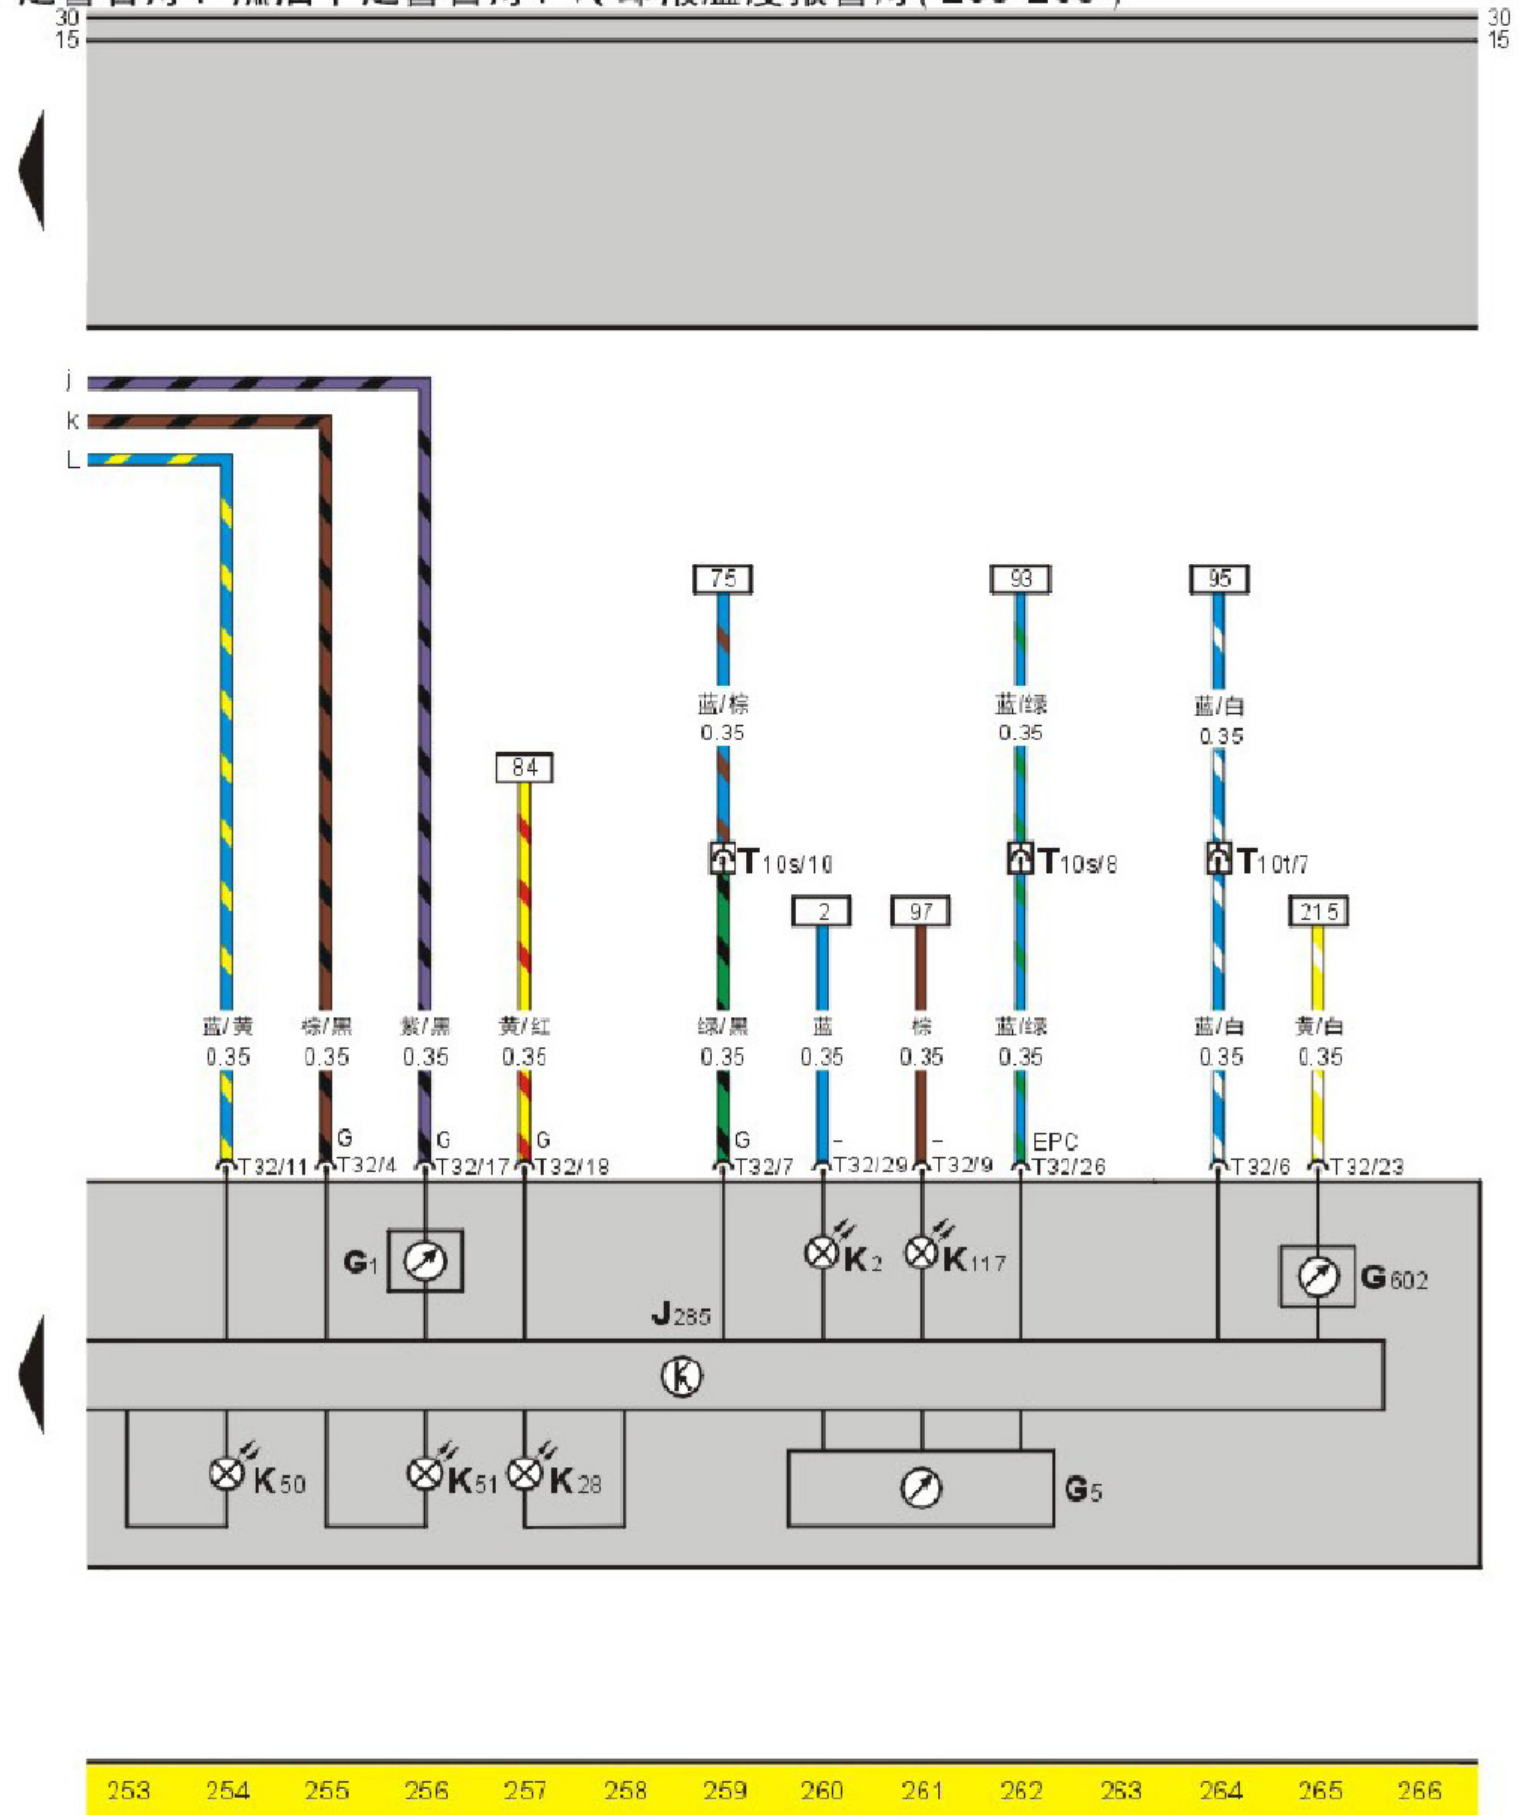 30 30
15 15
j
k
L
75 93 95
蓝/棕 蓝/绿 蓝/白
0.35 0.35 0.35
84
T10s/10 T10s/8 T10t/7
2 97 215
蓝/黄 棕/黑 紫/黑 黄/红 绿/黑 蓝 棕 蓝/绿 蓝/白 黄/白
0.35 0.35 0.35 0.35 0.35 0.35 0.35 0.35 0.35 0.35
G G G G - - EPC
T32/11 T32/4 T32/17 T32/18 T32/7 T32/29 T32/9 T32/26 T32/6 T32/23
G1 K2 K117 G602
J285
K
K50 K51 K28 G5
253 254 255 256 257 258 259 260 261 262 263 264 265 266